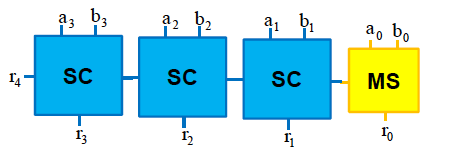 a3 b3 a2 b2 a1 b1 a0 b0
r4 SC SC SC MS
r3 r2 r1 r0